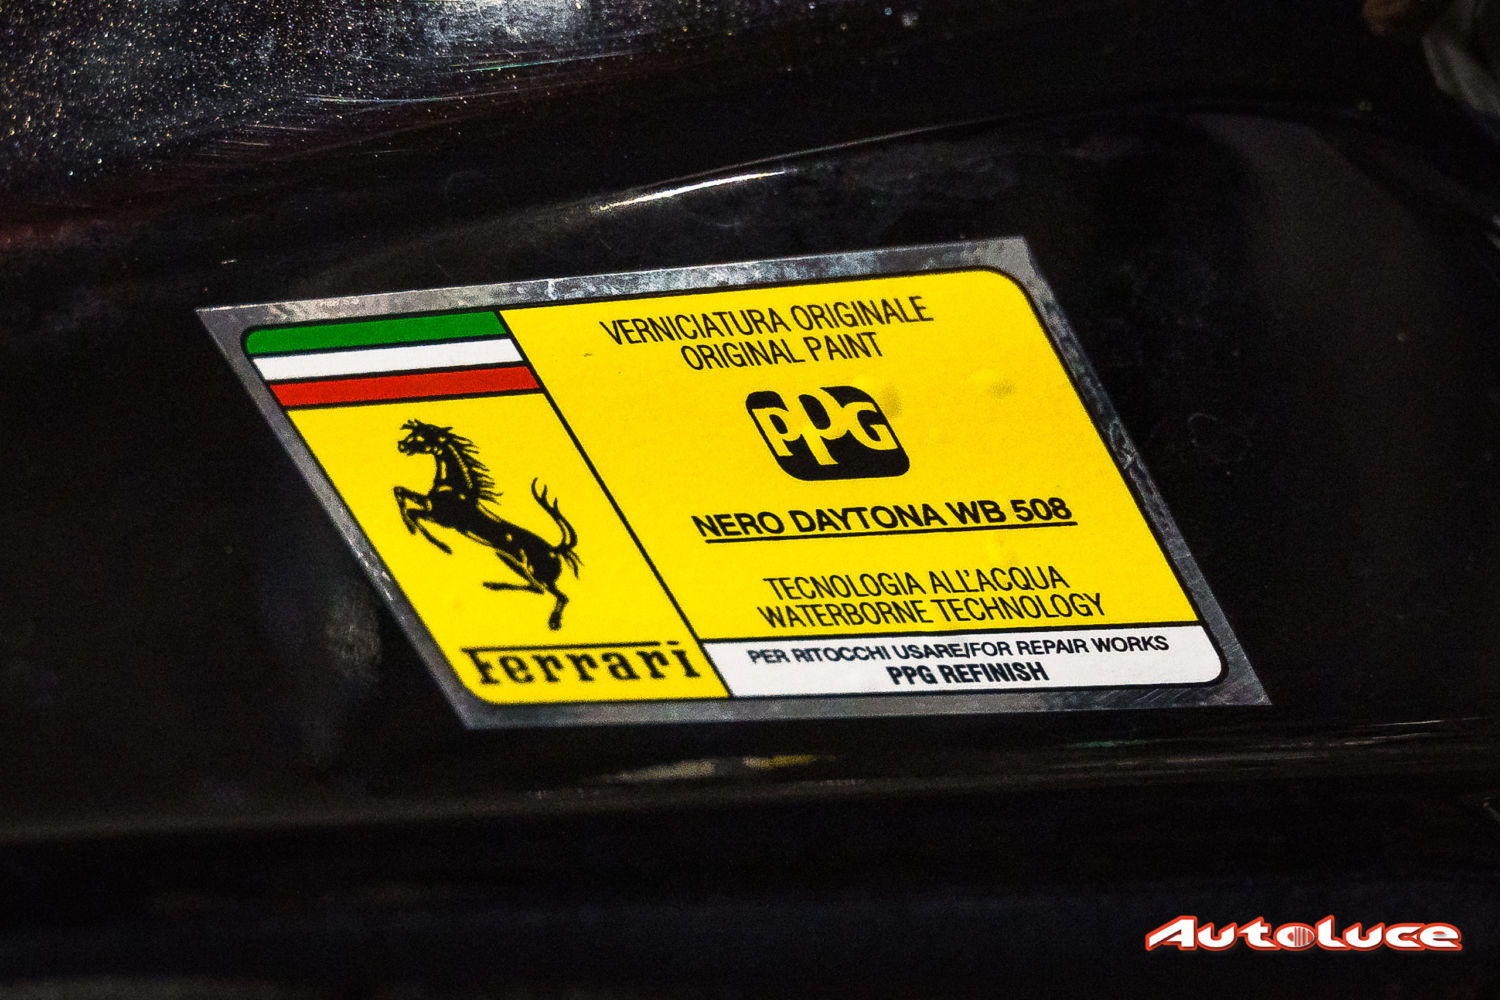 VERNICIATURA ORIGINALE
ORIGINAL PAINT
PPG
NERO DAYTONA WB 508
TECNOLOGIA ALL'ACQUA
WATERBORNE TECHNOLOGY
Ferrari
PER RITOCCHI USARE/FOR REPAIR WORKS
PPG REFINISH
Autoluce